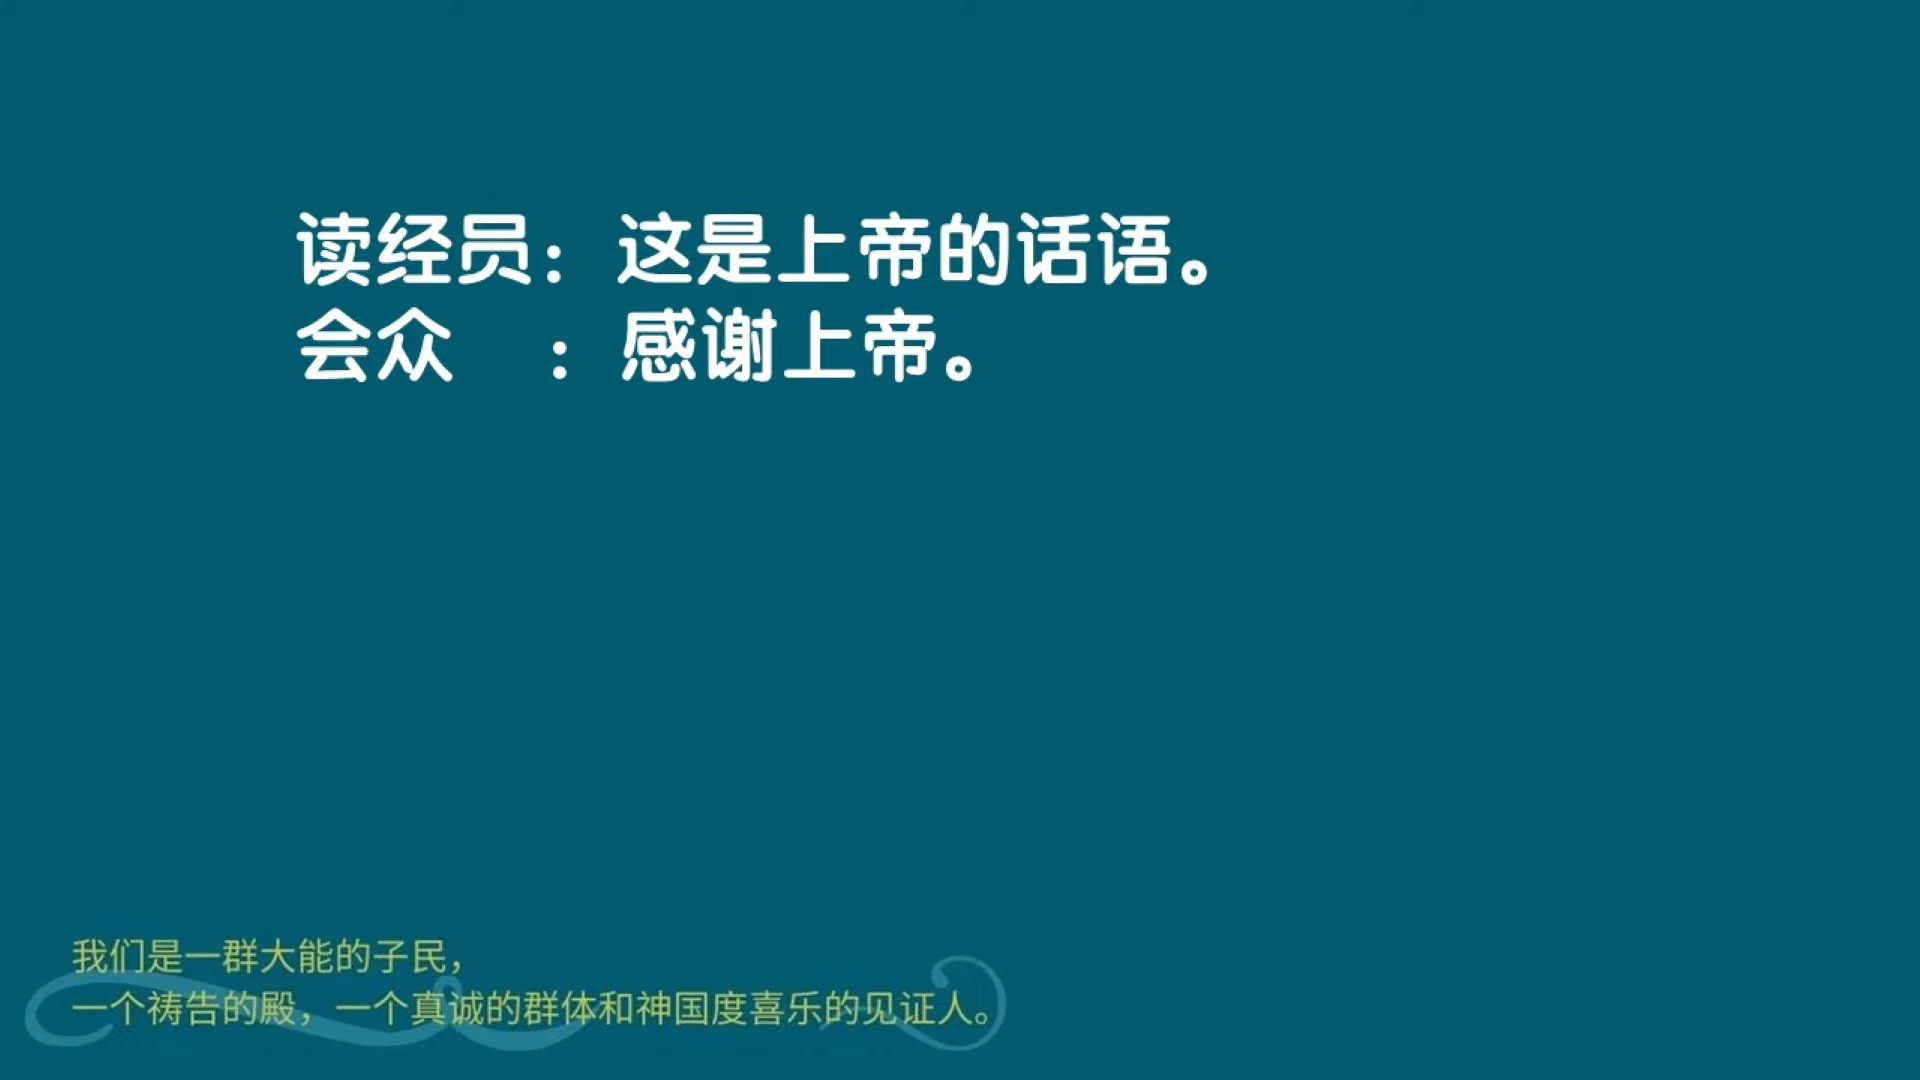 读经员：这是上帝的话语。
会众　：感谢上帝。
我们是一群大能的子民，
一个祷告的殿，一个真诚的群体和神国度喜乐的见证人。